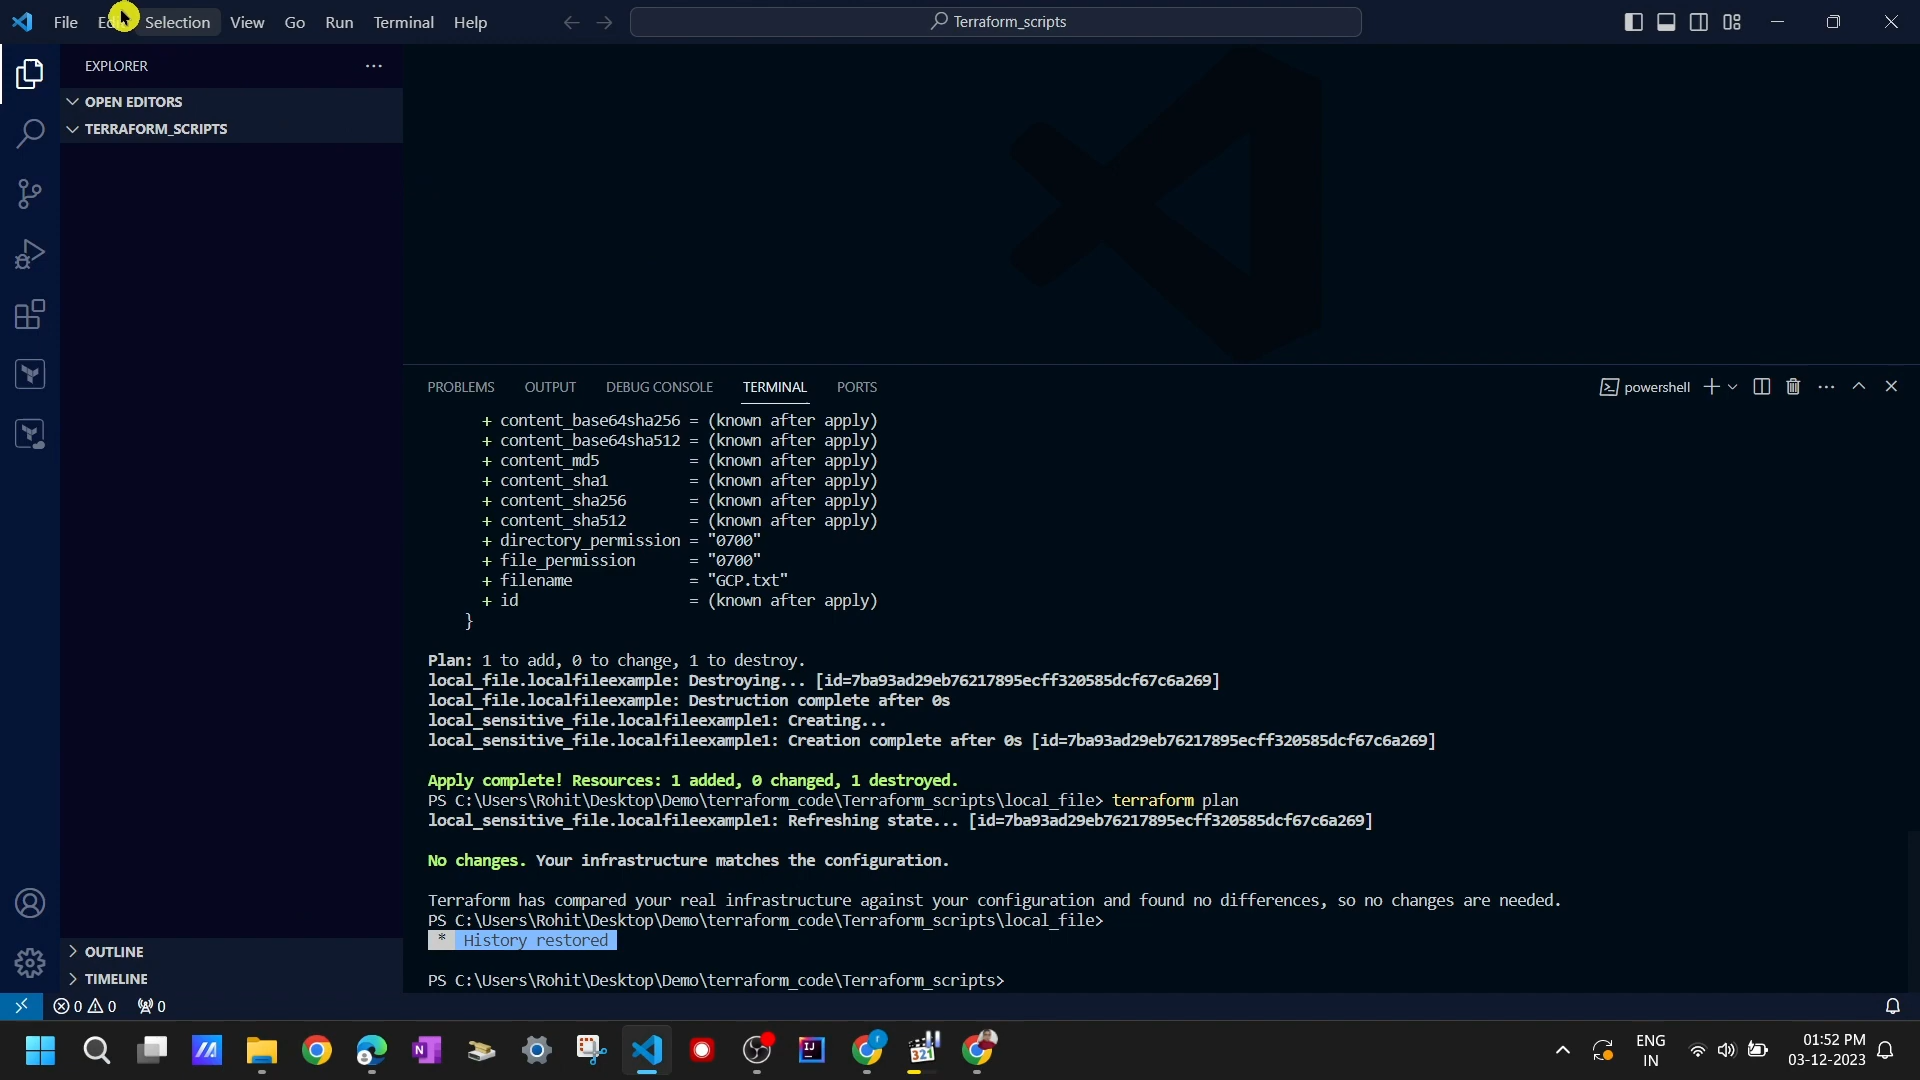 File Edit Selection View Go Run Terminal Help Terraform_scripts
EXPLORER
OPEN EDITORS
TERRAFORM_SCRIPTS
PROBLEMS OUTPUT DEBUG CONSOLE TERMINAL PORTS powershell
+ content_base64sha256 = (known after apply)
+ content_base64sha512 = (known after apply)
+ content_md5 = (known after apply)
+ content_sha1 = (known after apply)
+ content_sha256 = (known after apply)
+ content_sha512 = (known after apply)
+ directory_permission = "0700"
+ file_permission = "0700"
+ filename = "GCP.txt"
+ id = (known after apply)
}
Plan: 1 to add, 0 to change, 1 to destroy.
local_file.localfileexample: Destroying... [id=7ba93ad29eb76217895ecff320585dcf67c6a269]
local_file.localfileexample: Destruction complete after 0s
local_sensitive_file.localfileexample1: Creating...
local_sensitive_file.localfileexample1: Creation complete after 0s [id=7ba93ad29eb76217895ecff320585dcf67c6a269]
Apply complete! Resources: 1 added, 0 changed, 1 destroyed.
PS C:\Users\Rohit\Desktop\Demo\terraform_code\Terraform_scripts\local_file> terraform plan
local_sensitive_file.localfileexample1: Refreshing state... [id=7ba93ad29eb76217895ecff320585dcf67c6a269]
No changes. Your infrastructure matches the configuration.
Terraform has compared your real infrastructure against your configuration and found no differences, so no changes are needed.
PS C:\Users\Rohit\Desktop\Demo\terraform_code\Terraform_scripts\local_file>
* History restored
PS C:\Users\Rohit\Desktop\Demo\terraform_code\Terraform_scripts>
OUTLINE
TIMELINE
0 0 0
ENG
IN
01:52 PM
03-12-2023